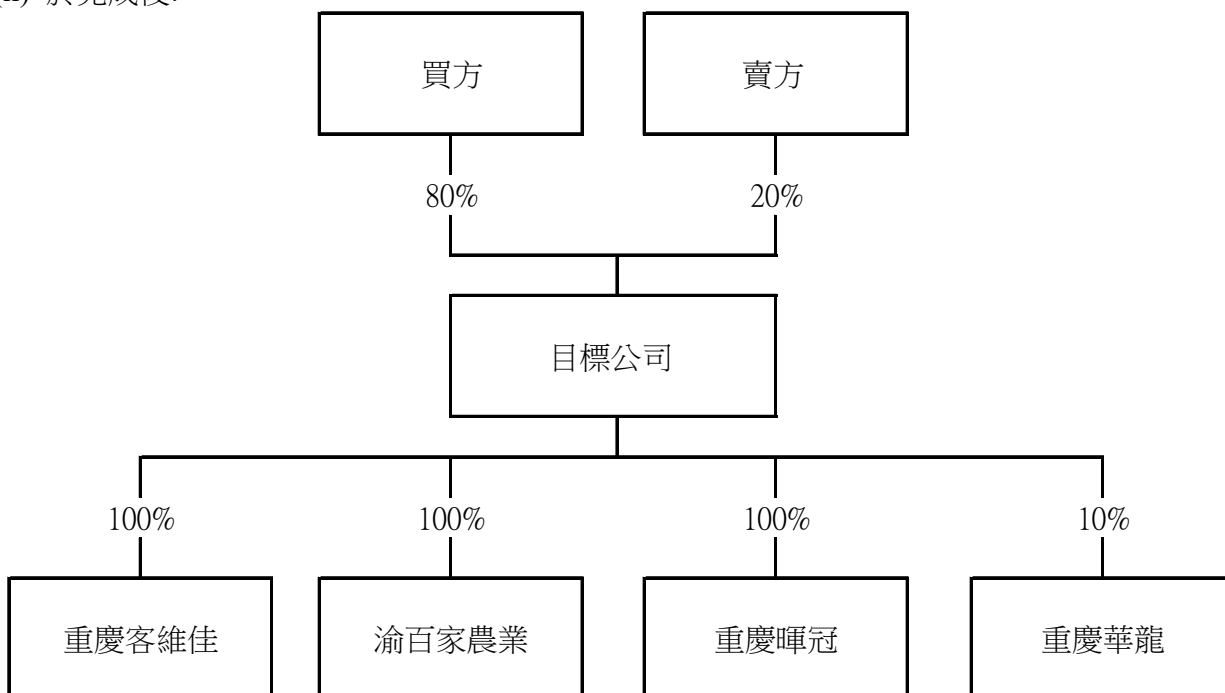 於完成後:
買方 賣方
80% 20%
目標公司
100% 100% 100% 10%
重慶客維佳 渝百家農業 重慶暉冠 重慶華龍